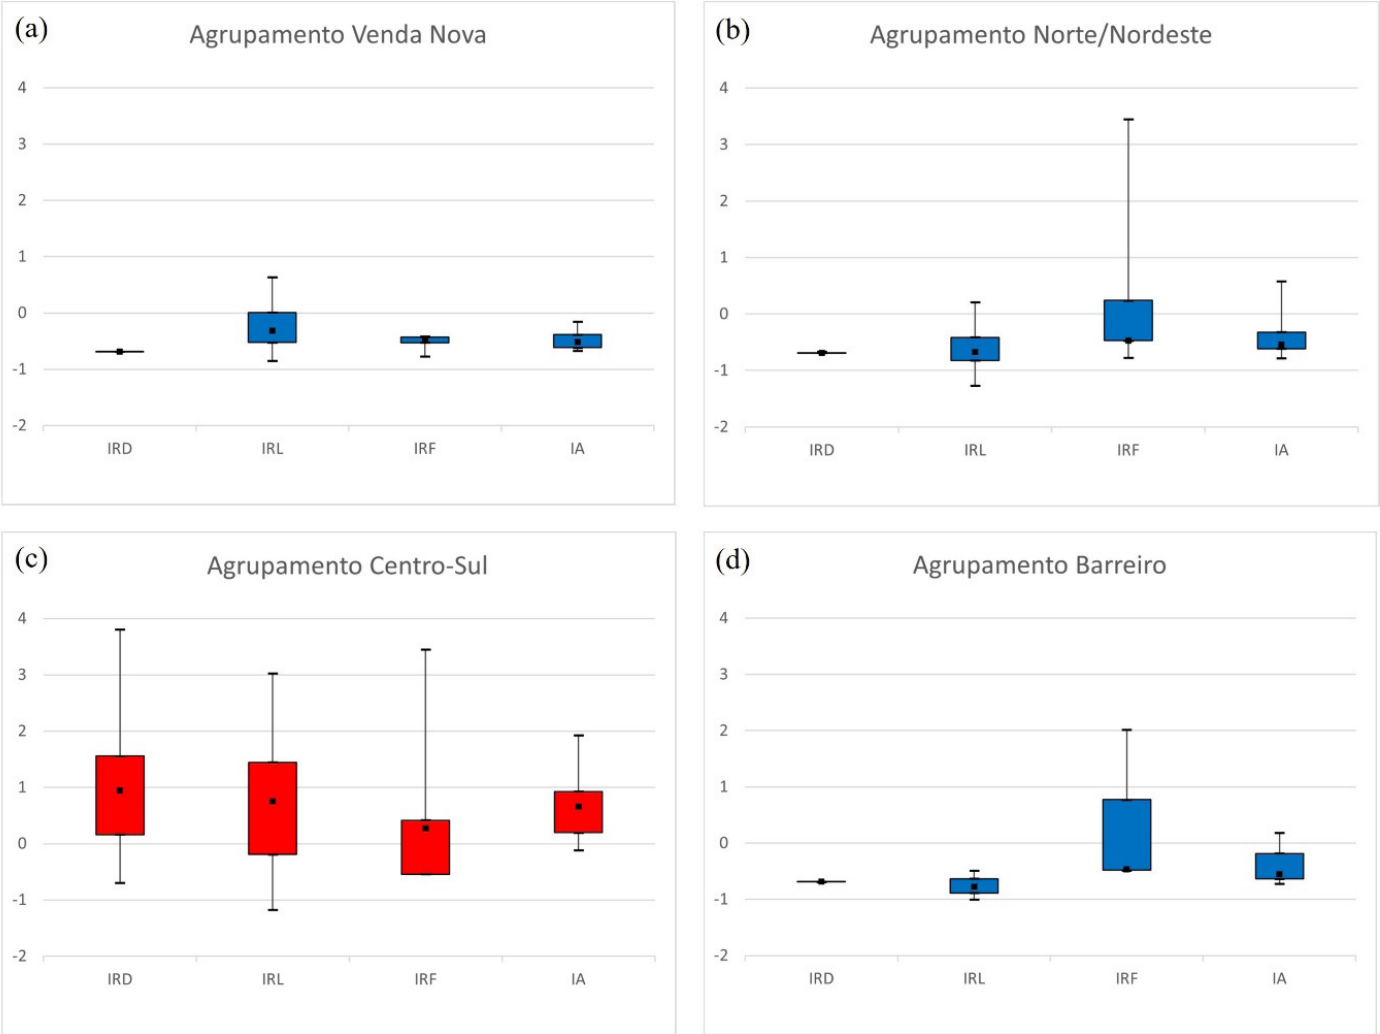 (a)
Agrupamento Venda Nova
4
3
2
1
0
-1
-2
IRD IRL IRF IA
(b)
Agrupamento Norte/Nordeste
4
3
2
1
0
-1
-2
IRD IRL IRF IA
(c)
Agrupamento Centro-Sul
4
3
2
1
0
-1
-2
IRD IRL IRF IA
(d)
Agrupamento Barreiro
4
3
2
1
0
-1
-2
IRD IRL IRF IA